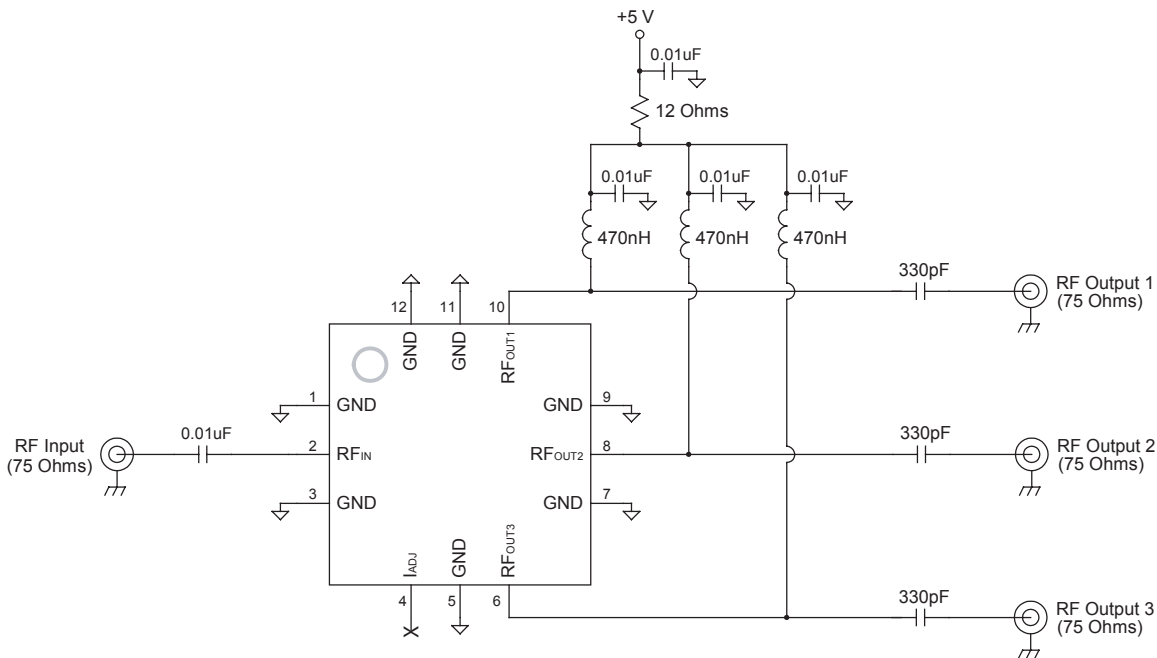 +5 V
0.01uF
12 Ohms
0.01uF
0.01uF
0.01uF
470nH
470nH
470nH
330pF
RF Output 1
(75 Ohms)
12
11
10
GND
GND
RFOUT1
1
GND
GND
9
RF Input
(75 Ohms)
0.01uF
2
RFIN
RFOUT2
8
330pF
RF Output 2
(75 Ohms)
3
GND
GND
7
IADJ
GND
RFOUT3
4
5
6
X
330pF
RF Output 3
(75 Ohms)